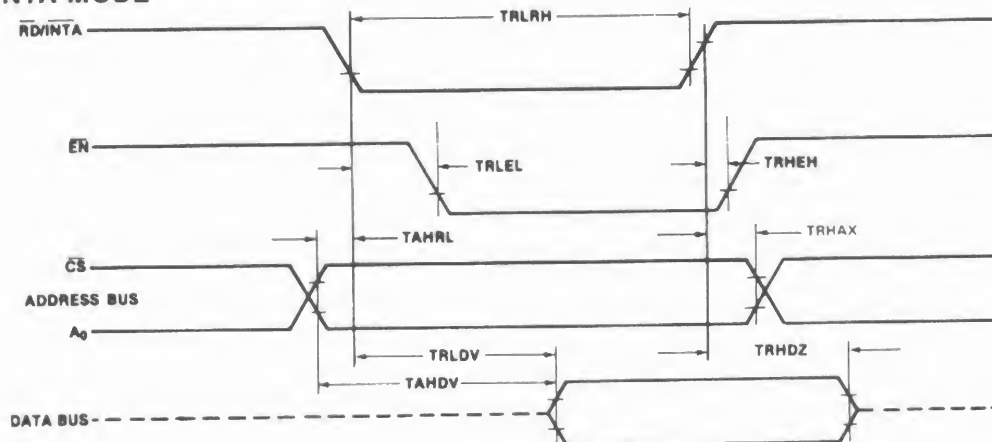 NTA MODE
RD/INTA
TRLRH
EN
TRLEL
TRHEH
TAHRL
TRHAX
CS
ADDRESS BUS
A0
TRLDV
TRHDZ
TAHDV
DATA BUS